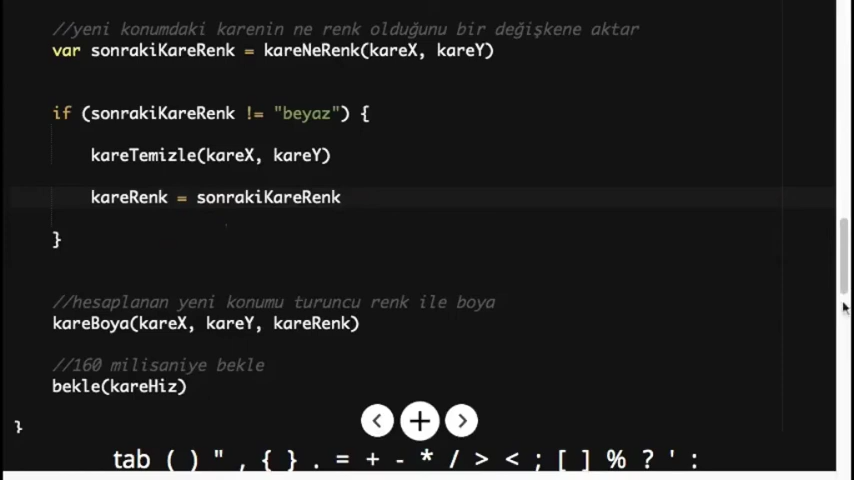 //yeni konumdaki karenin ne renk olduğunu bir değişkene aktar
var sonrakiKareRenk = kareNeRenk(kareX, kareY)
if (sonrakiKareRenk != "beyaz") {
kareTemizle(kareX, kareY)
kareRenk = sonrakiKareRenk
}
//hesaplanan yeni konumu turuncu renk ile boya
kareBoya(kareX, kareY, kareRenk)
//160 milisaniye bekle
bekle(kareHiz)
}
tab ( ) " , { } . = + - * / > < ; [ ] % ? ' :